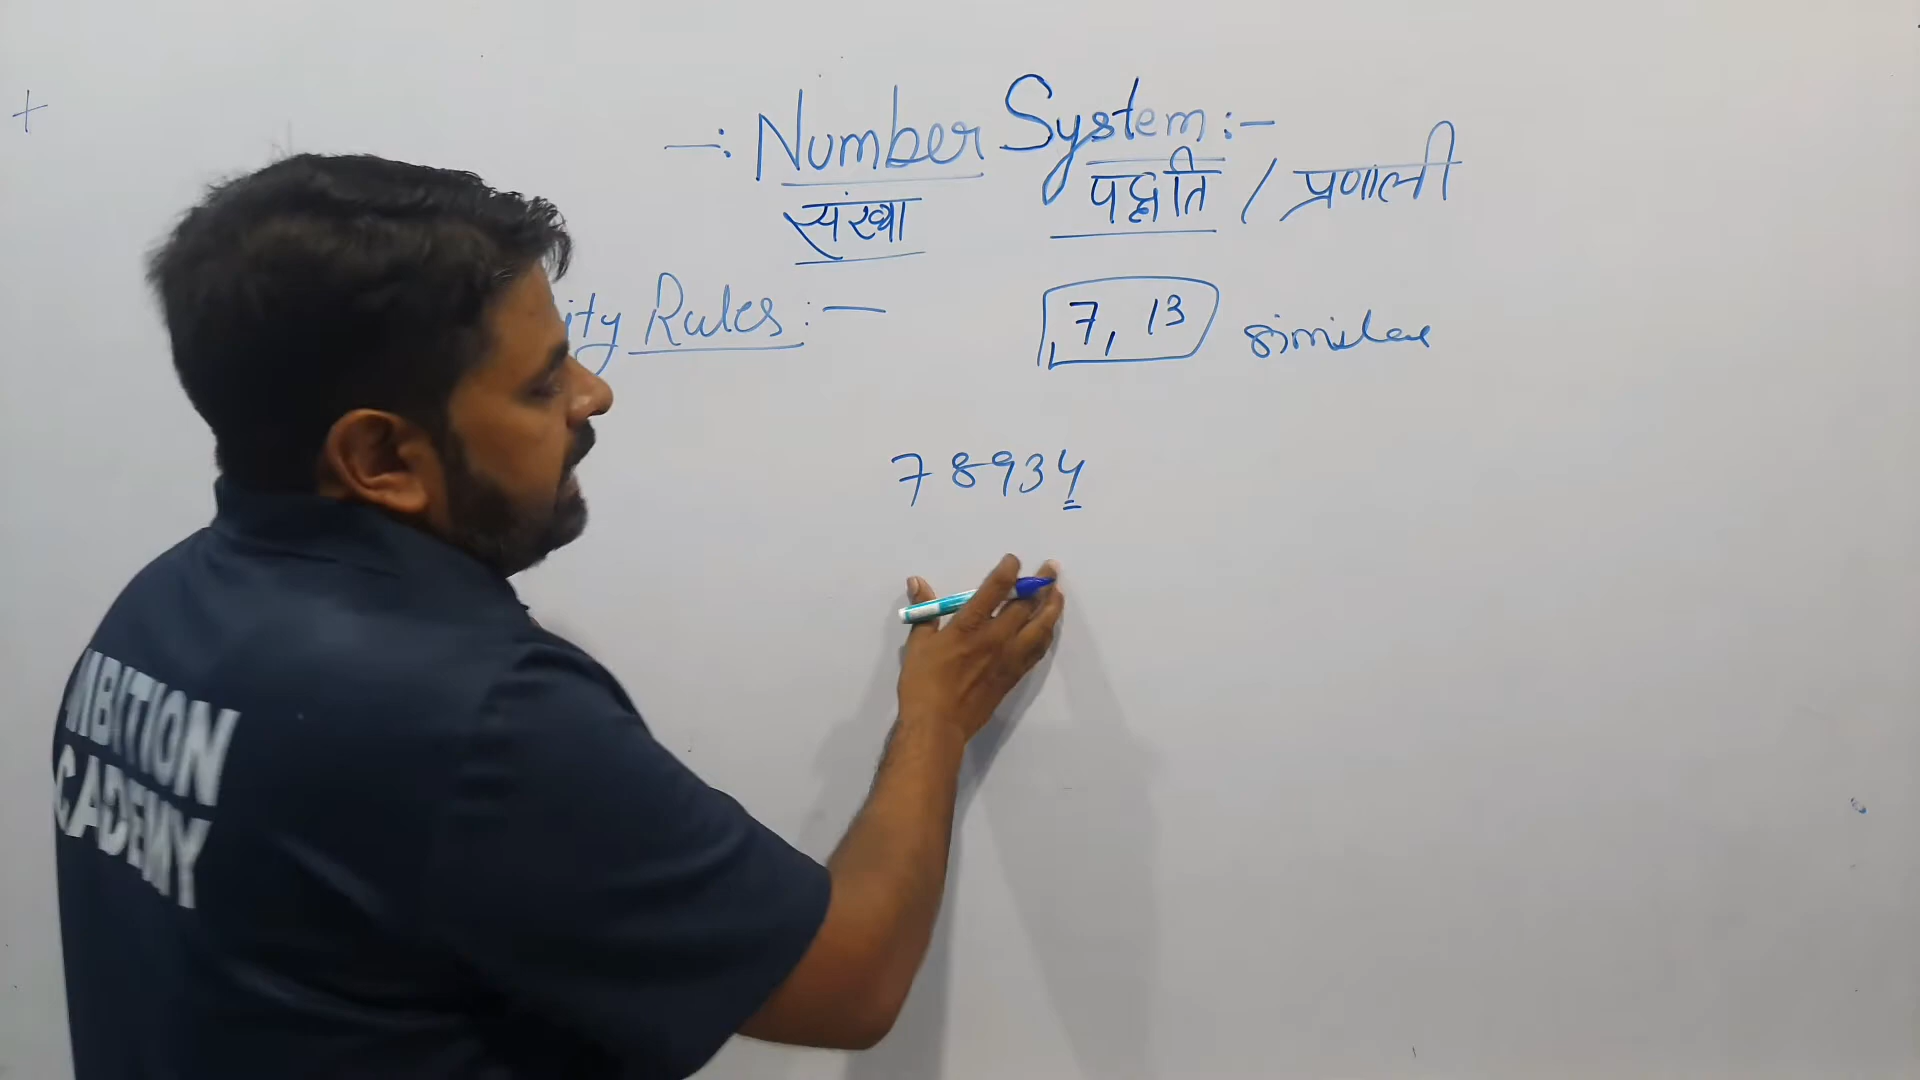 -: Number System :-
संख्या पद्धति / प्रणाली
Rules :-
7, 13 similar
78934